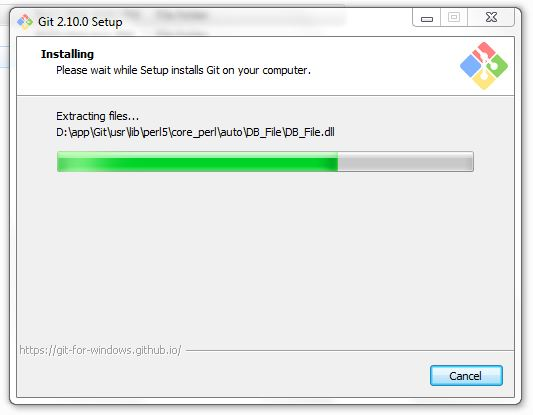 Git 2.10.0 Setup
Installing
Please wait while Setup installs Git on your computer.
Extracting files...
D:\app\Git\usr\lib\perl5\core_perl\auto\DB_File\DB_File.dll
https://git-for-windows.github.io/
Cancel